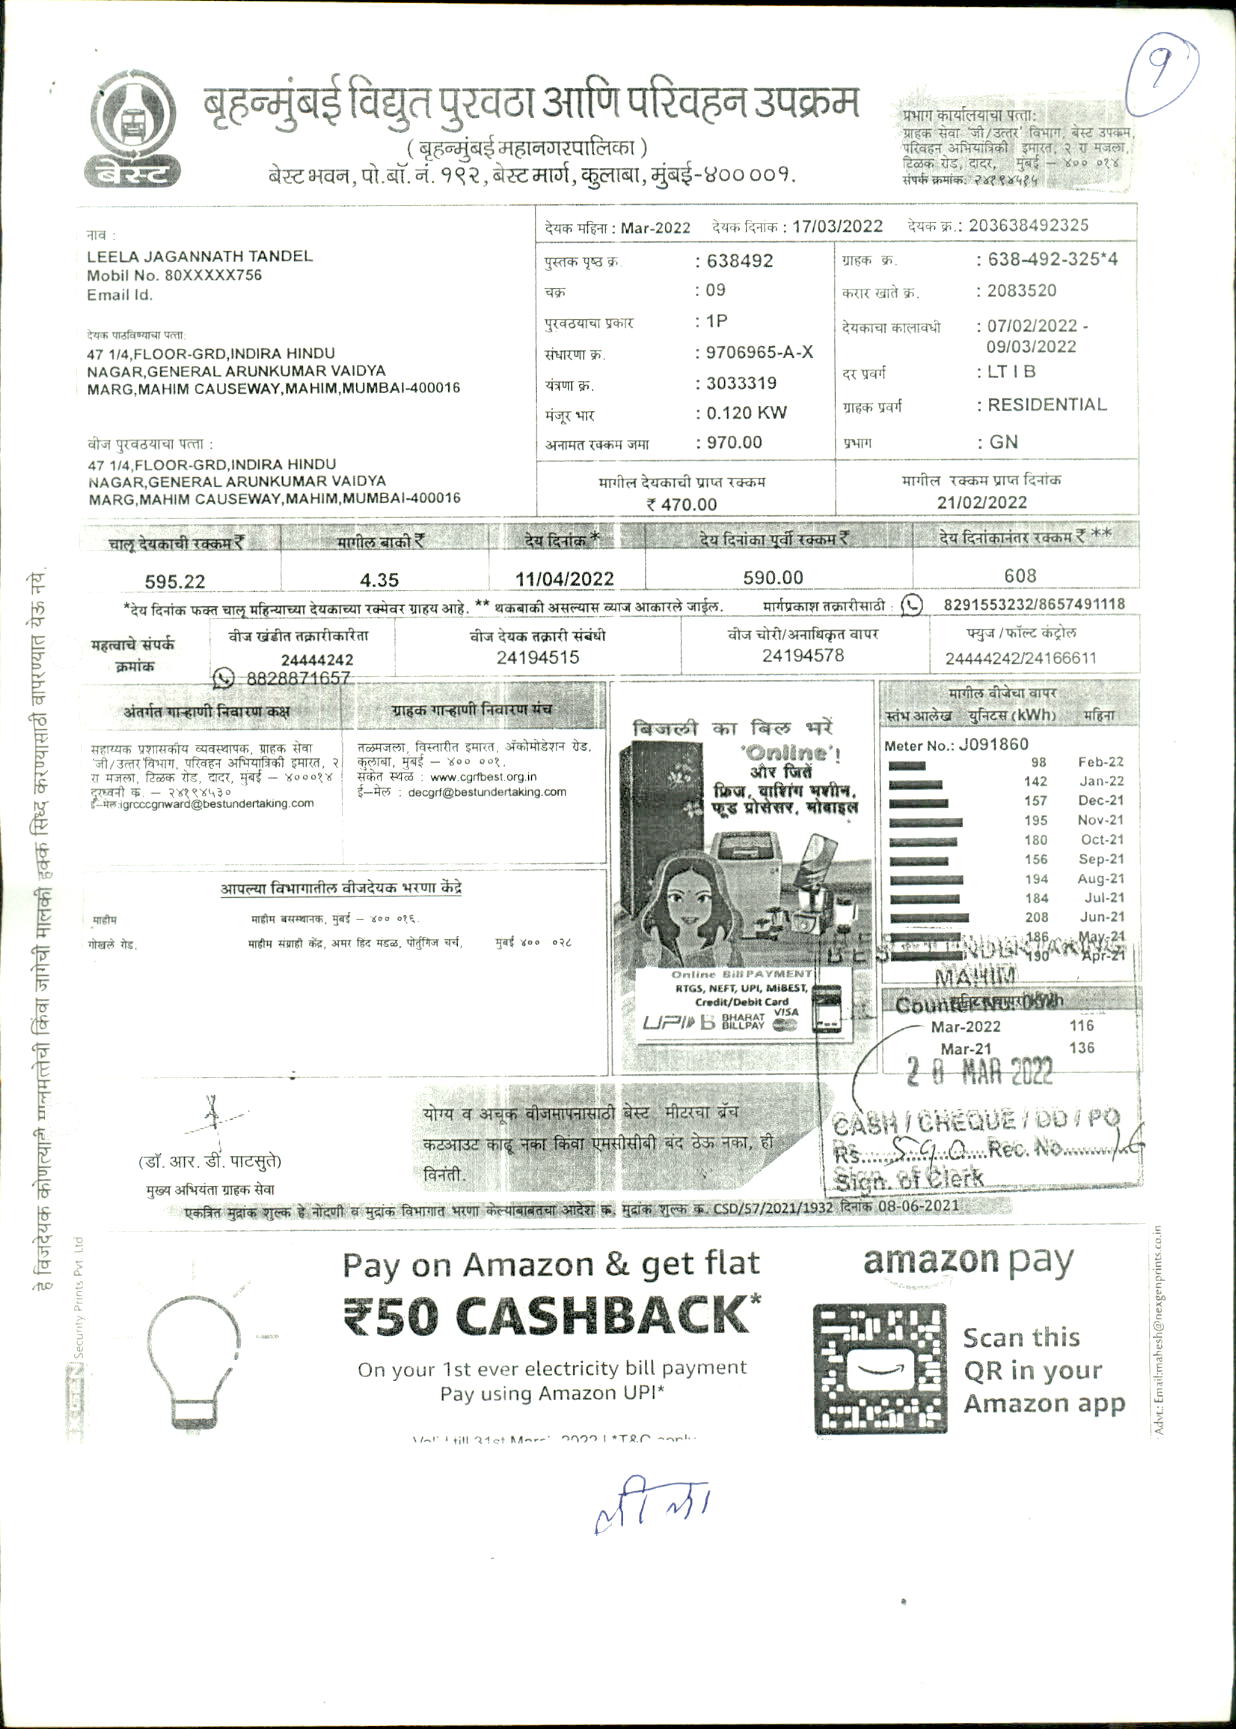 ९
बेस्ट
बृहन्मुंबई विद्युत पुरवठा आणि परिवहन उपक्रम
( बृहन्मुंबई महानगरपालिका )
बेस्ट भवन, पो.बॉ. नं. १९२, बेस्ट मार्ग, कुलाबा, मुंबई-४०० ००१.
प्रभाग कार्यालयाचा पत्ता:
ग्राहक सेवा 'जी/उत्तर' विभाग, बेस्ट उपक्रम,
परिवहन अभियांत्रिकी इमारत, २ रा मजला,
टिळक रोड, दादर, मुंबई – ४०० ०१४
संपर्क क्रमांक: २४१९४५१५
नाव :
LEELA JAGANNATH TANDEL
Mobil No. 80XXXXX756
Email Id.
देयक पाठविण्याचा पत्ता:
47 1/4,FLOOR-GRD,INDIRA HINDU
NAGAR,GENERAL ARUNKUMAR VAIDYA
MARG,MAHIM CAUSEWAY,MAHIM,MUMBAI-400016
वीज पुरवठयाचा पत्ता :
47 1/4,FLOOR-GRD,INDIRA HINDU
NAGAR,GENERAL ARUNKUMAR VAIDYA
MARG,MAHIM CAUSEWAY,MAHIM,MUMBAI-400016
देयक महिना : Mar-2022 देयक दिनांक : 17/03/2022 देयक क्र.: 203638492325
पुस्तक पृष्ठ क्र. : 638492
चक्र : 09
पुरवठयाचा प्रकार : 1P
संधारणा क्र. : 9706965-A-X
यंत्रणा क्र. : 3033319
मंजूर भार : 0.120 KW
अनामत रक्कम जमा : 970.00
ग्राहक क्र. : 638-492-325*4
करार खाते क्र. : 2083520
देयकाचा कालावधी : 07/02/2022 -
09/03/2022
दर प्रवर्ग : LT I B
ग्राहक प्रवर्ग : RESIDENTIAL
प्रभाग : GN
मागील देयकाची प्राप्त रक्कम
₹ 470.00
मागील रक्कम प्राप्त दिनांक
21/02/2022
चालू देयकाची रक्कम ₹ मागील बाकी ₹ देय दिनांक * देय दिनांका पूर्वी रक्कम ₹ देय दिनांकानंतर रक्कम ₹ **
595.22 4.35 11/04/2022 590.00 608
*देय दिनांक फक्त चालू महिन्याच्या देयकाच्या रक्मेवर ग्राहय आहे. ** थकबाकी असल्यास व्याज आकारले जाईल. मार्गप्रकाश तक्रारीसाठी : 8291553232/8657491118
महत्वाचे संपर्क
क्रमांक
वीज खंडीत तक्रारीकरिता
24444242
8828871657
वीज देयक तक्रारी संबंधी
24194515
वीज चोरी/अनाधिकृत वापर
24194578
फ्युज / फॉल्ट कंट्रोल
24444242/24166611
अंतर्गत गाऱ्हाणी निवारण कक्ष
सहाय्यक प्रशासकीय व्यवस्थापक, ग्राहक सेवा
'जी/उत्तर' विभाग, परिवहन अभियांत्रिकी इमारत, २
रा मजला, टिळक रोड, दादर, मुंबई – ४०००१४
दूरध्वनी क. – २४१९४५३०
ई-मेल:igrcccgnward@bestundertaking.com
ग्राहक गाऱ्हाणी निवारण मंच
तळमजला, विस्तारीत इमारत, ॲकोमोडेशन रोड,
कुलाबा, मुंबई – ४०० ००१.
संकेत स्थळ : www.cgrfbest.org.in
ई-मेल : decgrf@bestundertaking.com
आपल्या विभागातील वीजदेयक भरणा केंद्रे
माहीम माहीम बसस्थानक, मुंबई – ४०० ०१६.
गोखले रोड. माहीम संग्राही केंद्र, अमर हिंद मंडळ, पोर्तुगिज चर्च, मुंबई ४०० ०२८
बिजली का बिल भरें
'Online'!
और जितें
फ्रिज, वाशिंग मशीन,
फूड प्रोसेसर, मोबाइल
Online Bill PAYMENT
RTGS, NEFT, UPI, MiBEST,
Credit/Debit Card
UPI B BHARAT BILLPAY VISA
मागील वीजेचा वापर
स्तंभ आलेख युनिटस (kWh) महिना
Meter No.: J091860
98 Feb-22
142 Jan-22
157 Dec-21
195 Nov-21
180 Oct-21
156 Sep-21
194 Aug-21
184 Jul-21
208 Jun-21
186 May-21
190 Apr-21
UNDERTAKING
MAHIM
Mar-2022 116
Mar-21 136
28 MAR 2022
CASH / CHEQUE / DD / PO
Rs......590....Rec. No.........
Sign. of Clerk
(डॉ. आर. डी. पाटसुते)
मुख्य अभियंता ग्राहक सेवा
योग्य व अचूक वीजमापनासाठी बेस्ट मीटरचा ब्रॅच
कटआऊट काढू नका किंवा एमसीसीबी बंद ठेऊ नका, ही
विनंती.
एकत्रित मुद्रांक शुल्क हे नोंदणी व मुद्रांक विभागात भरणा केल्याबाबतचा आदेश क्र. मुद्रांक शुल्क क्र. CSD/57/2021/1932 दिनांक 08-06-2021
हे विजदेयक कोणत्याही मालमत्तेची किंवा जागेची मालकी हक्क सिध्द करण्यासाठी वापरण्यात येऊ नये.
Security Prints Pvt. Ltd
Pay on Amazon & get flat
₹50 CASHBACK*
On your 1st ever electricity bill payment
Pay using Amazon UPI*
amazon pay
Scan this
QR in your
Amazon app
Advt.: Email:mahesh@nexgenprints.co.in
लीला